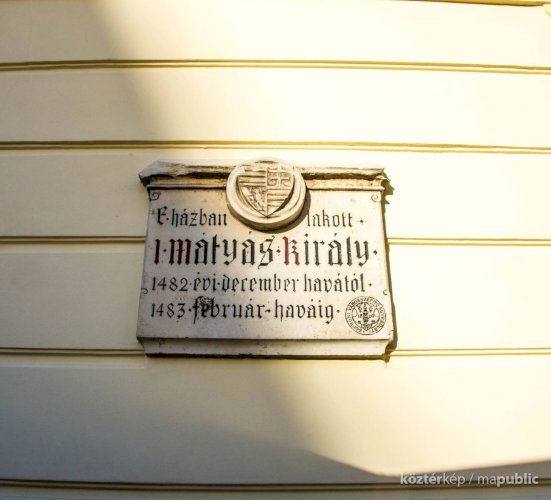 E·házban lakott·
I·Mátyás·király·
1482·évi·december havától·
1483·február·haváig·
köztérkép / mapublic